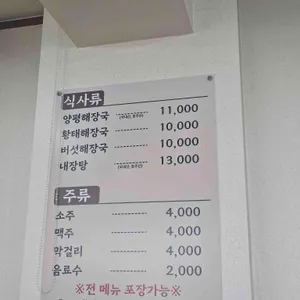 식사류
양평해장국 11,000
황태해장국 10,000
버섯해장국 10,000
내장탕 13,000
주류
소주 4,000
맥주 4,000
막걸리 4,000
음료수 2,000
※전 메뉴 포장가능※